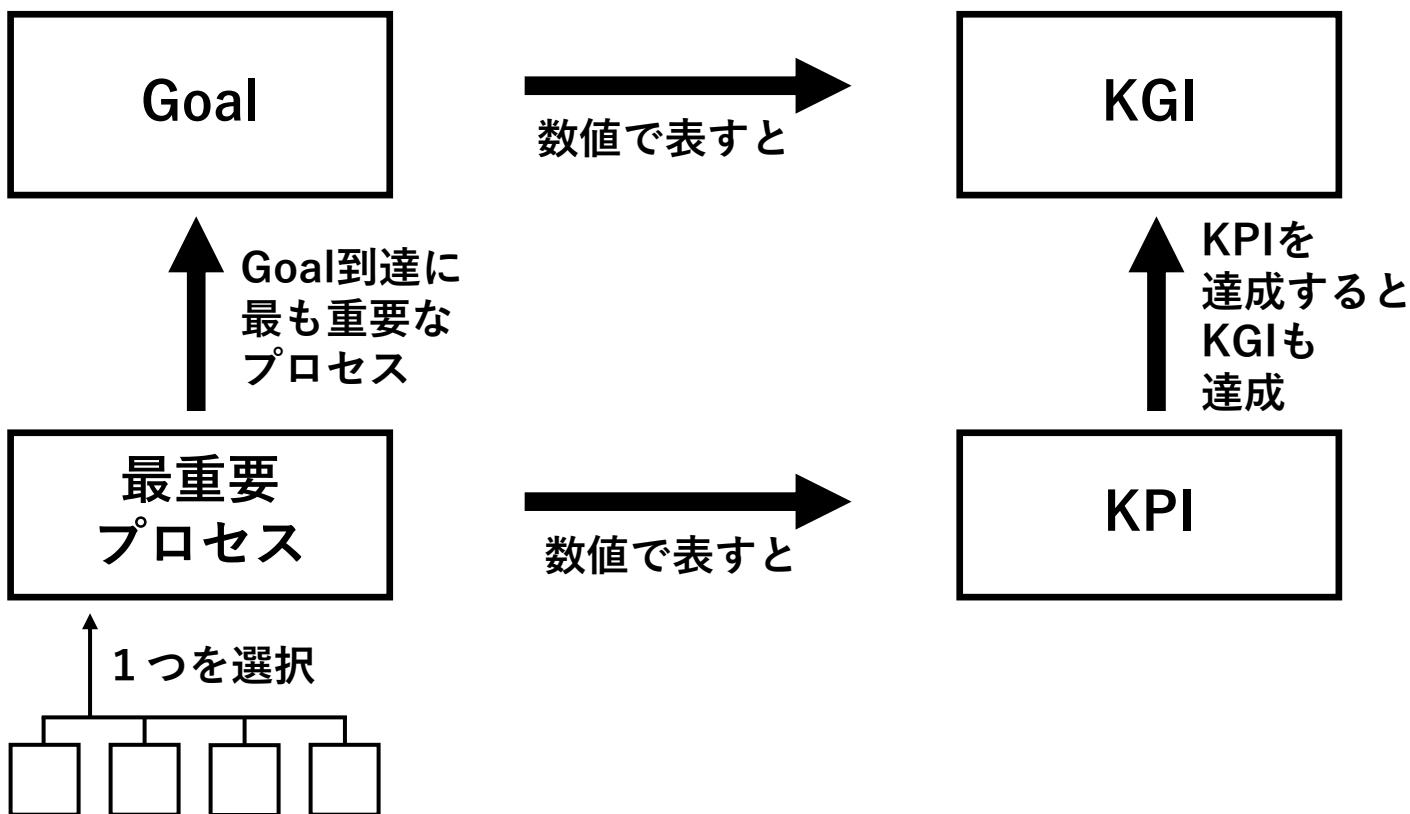 Goal
数値で表すと
KGI
Goal到達に
最も重要な
プロセス
KPIを
達成すると
KGIも
達成
最重要
プロセス
数値で表すと
KPI
1つを選択